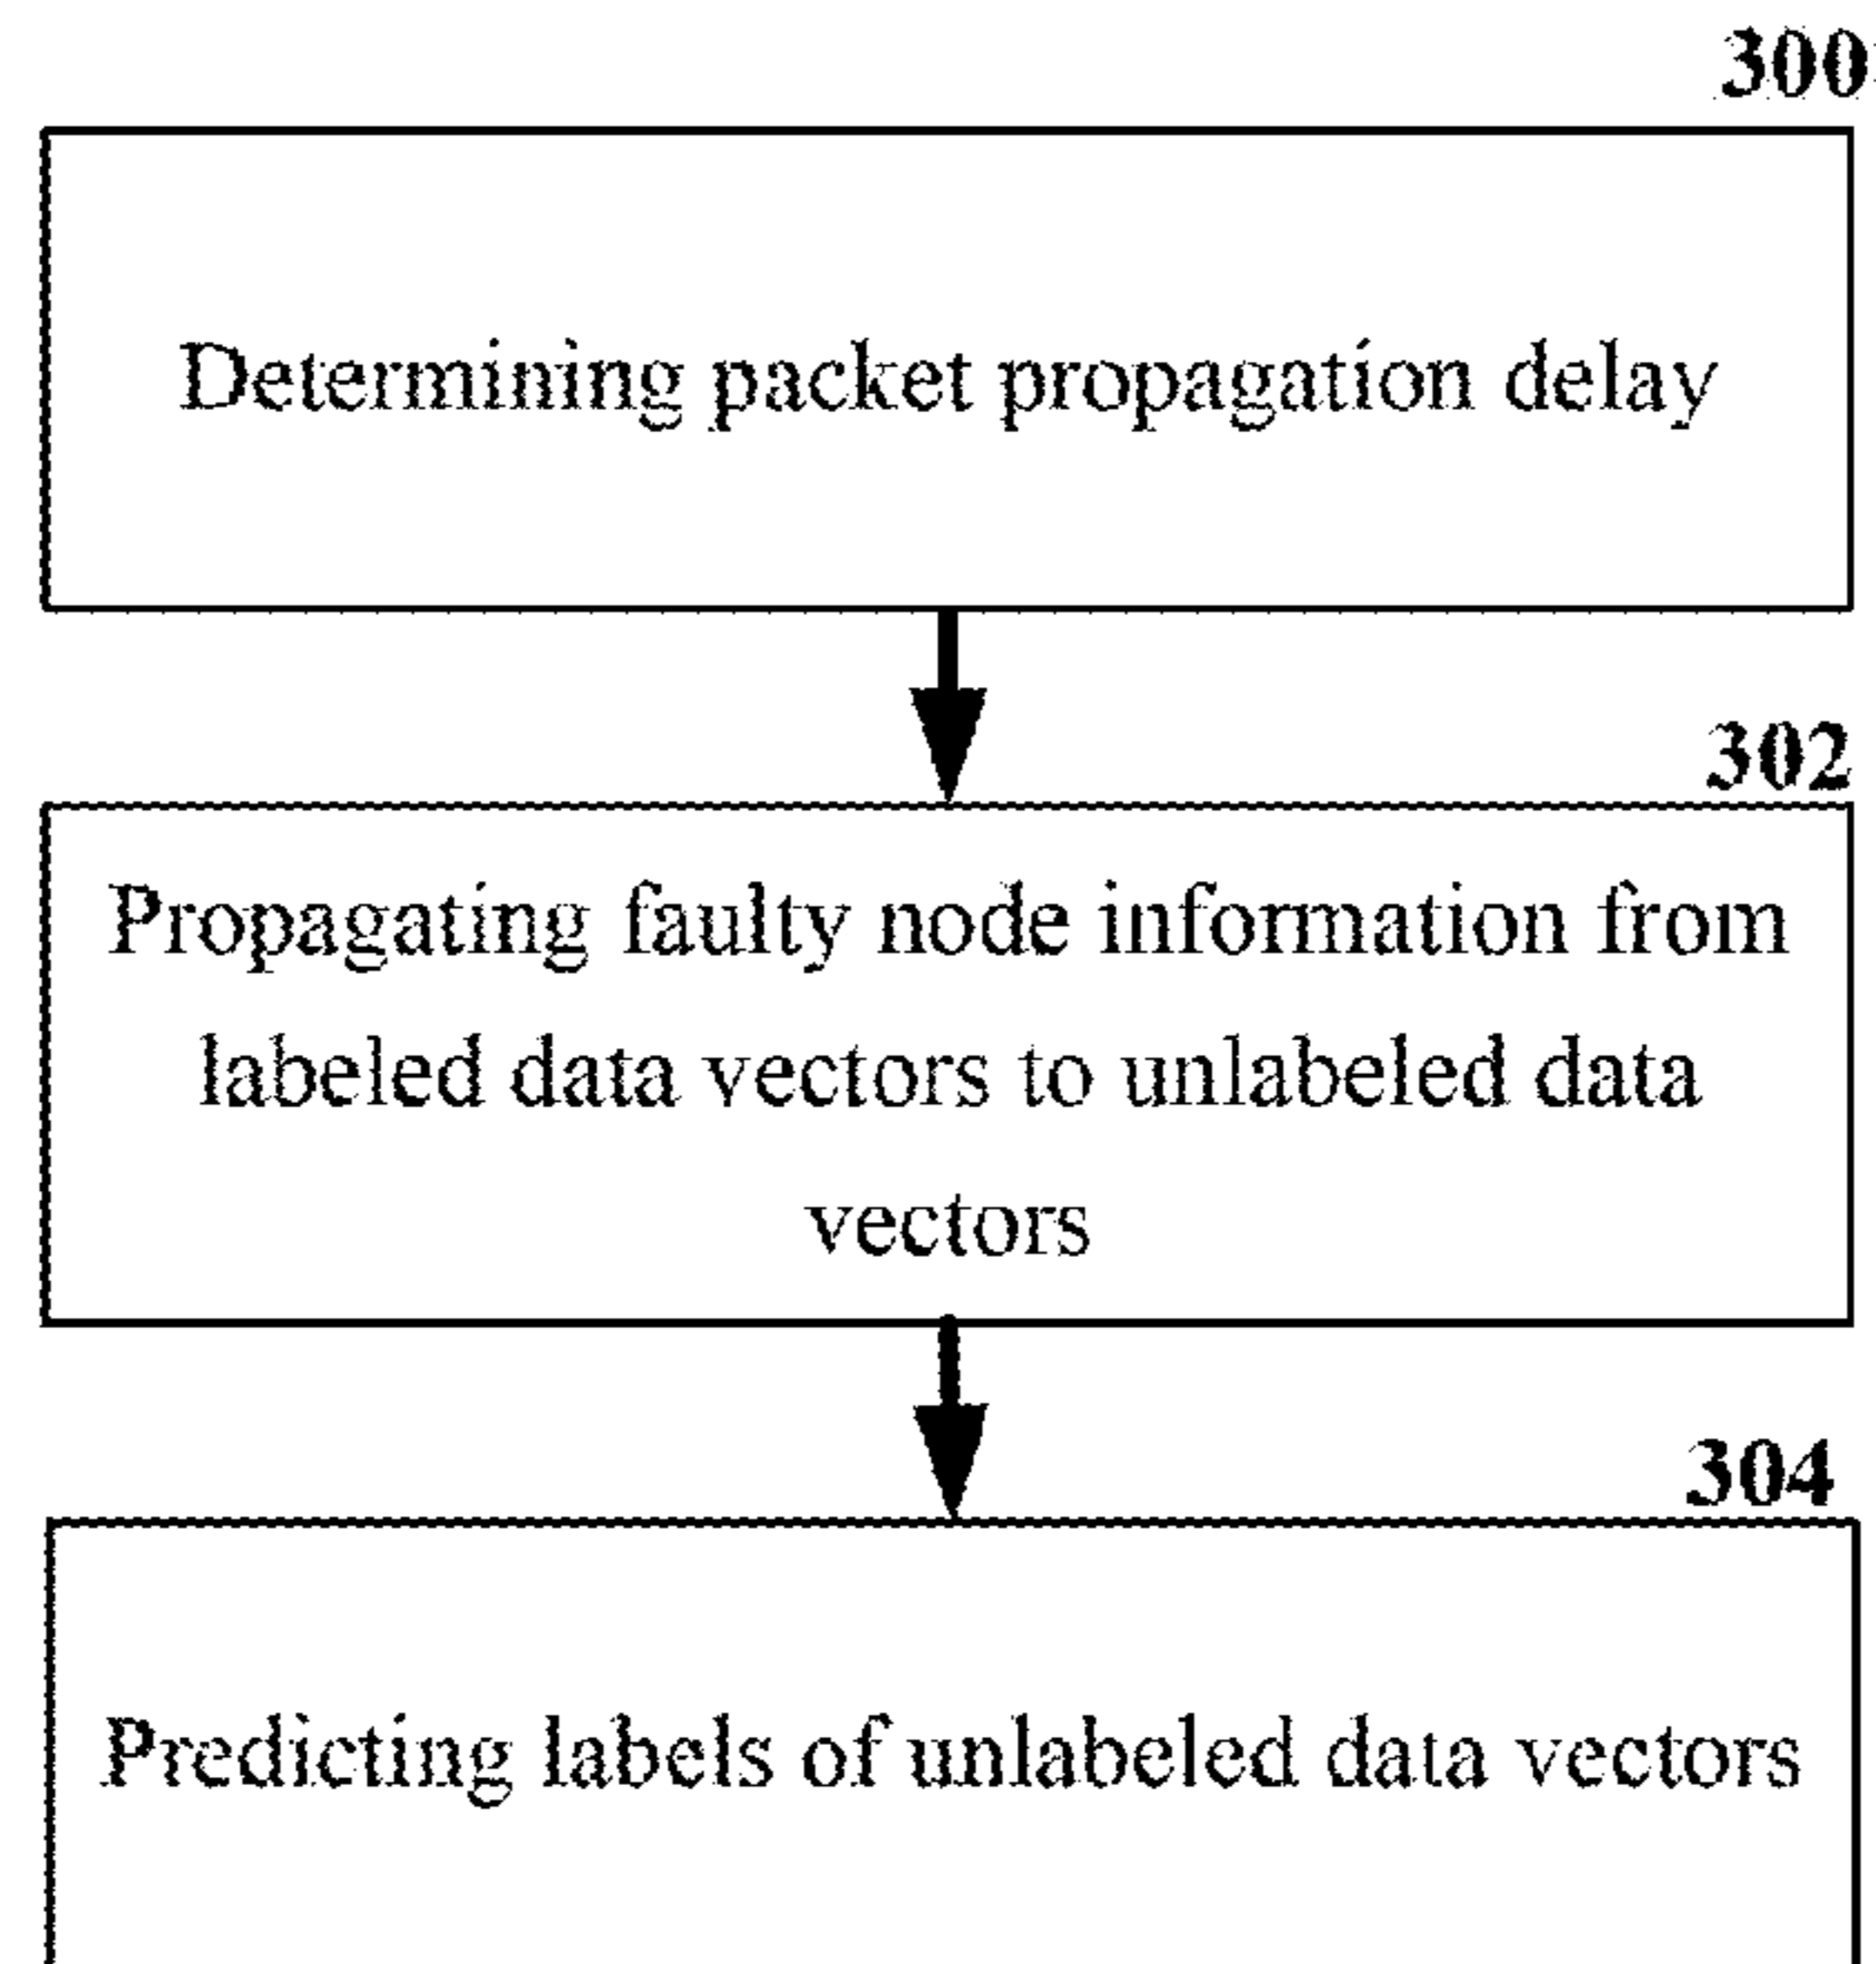 300
Determining packet propagation delay
302
Propagating faulty node information from
labeled data vectors to unlabeled data
vectors
304
Predicting labels of unlabeled data vectors